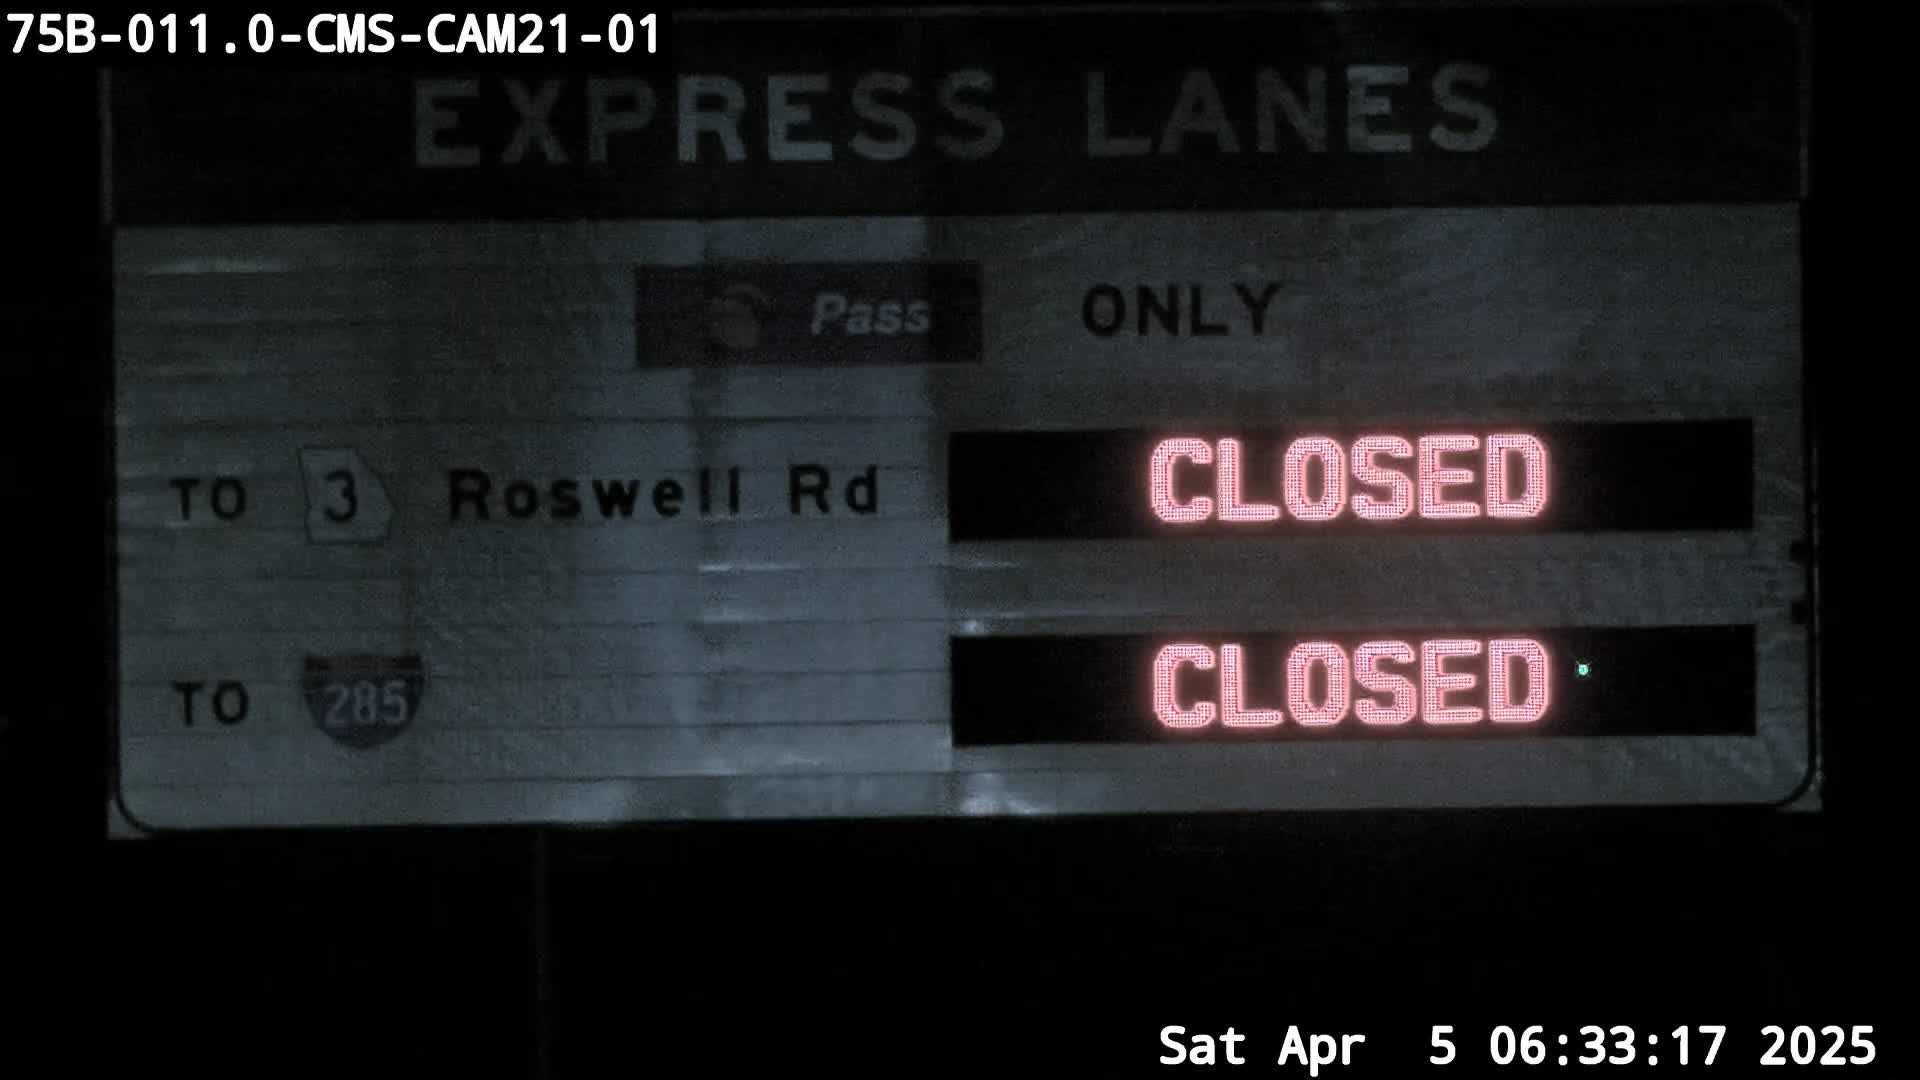 75B-011.0-CMS-CAM21-01
EXPRESS LANES
Pass ONLY
TO 3 Roswell Rd CLOSED
TO 285 CLOSED
Sat Apr 5 06:33:17 2025